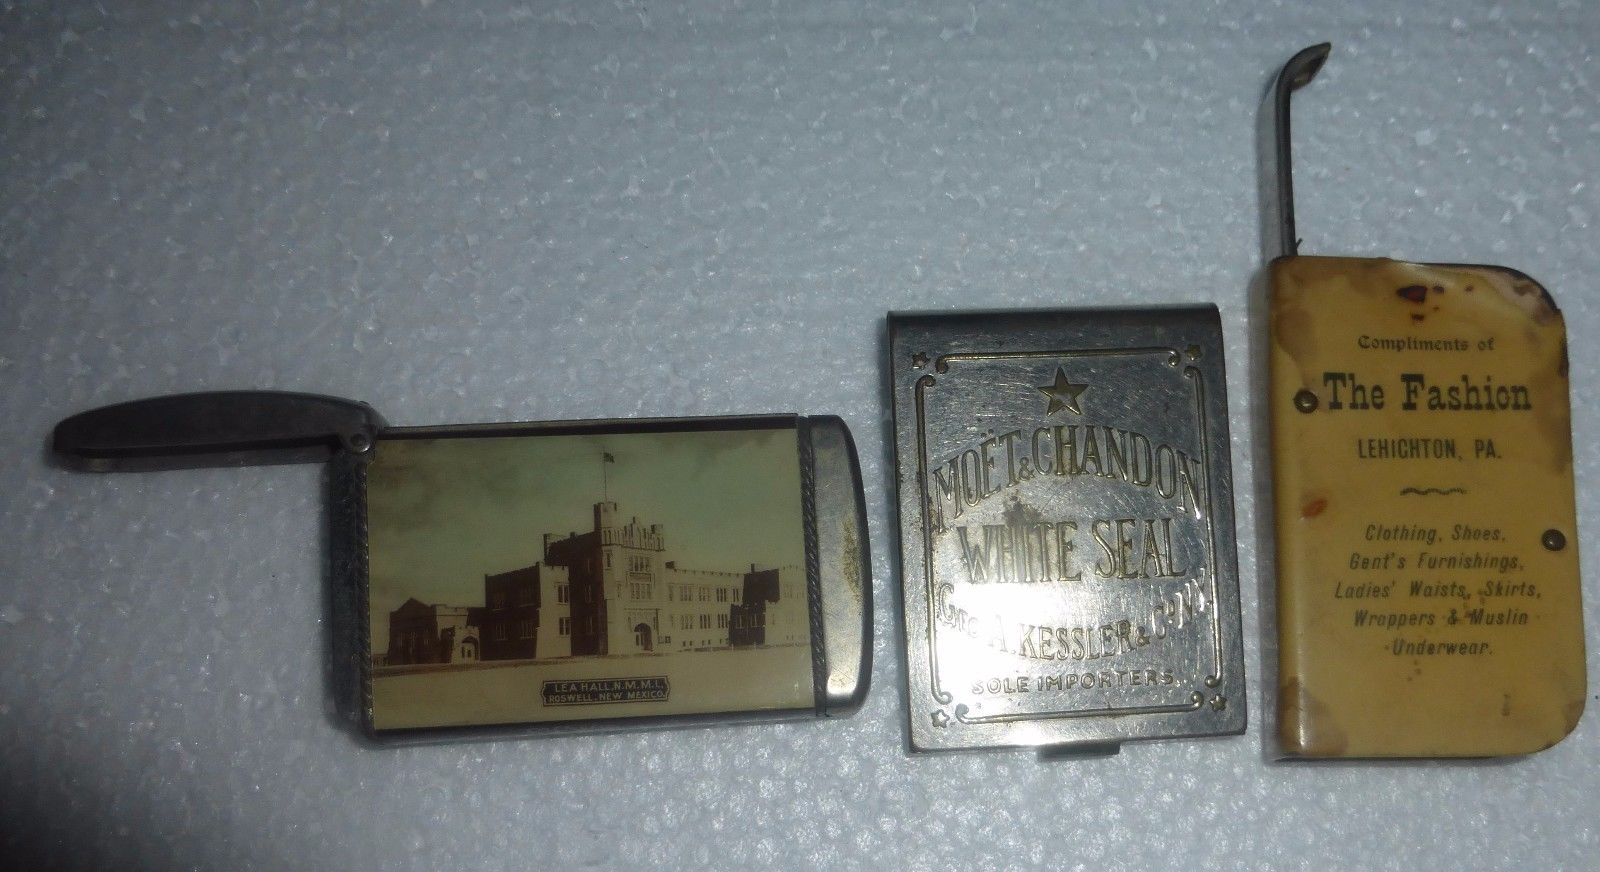 LEA HALL, N.M.M.I.,
ROSWELL, NEW MEXICO.
MOËT & CHANDON
WHITE SEAL
GEO A. KESSLER & CO N.Y.
SOLE IMPORTERS.
Compliments of
The Fashion
LEHIGHTON, PA.
Clothing, Shoes,
Gent's Furnishings,
Ladies' Waists, Skirts,
Wrappers & Muslin
Underwear.